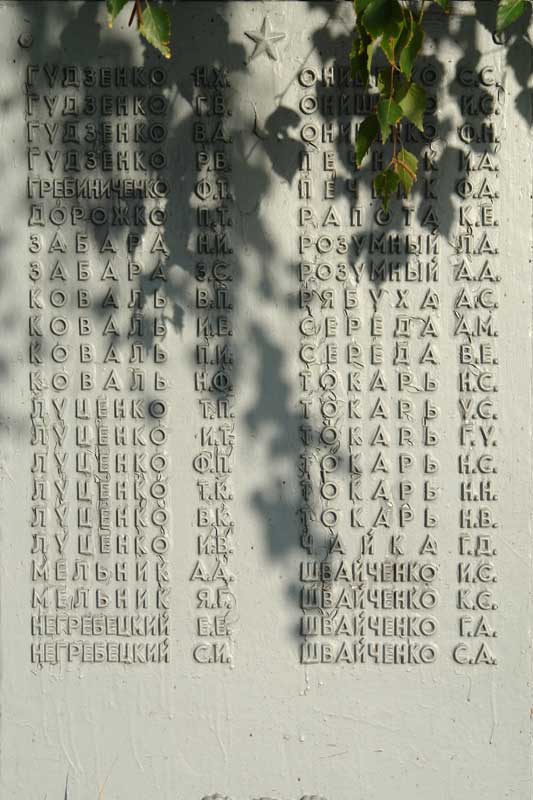 ГУДЗЕНКО Н.Х.
ГУДЗЕНКО Г.В.
ГУДЗЕНКО В.А.
ГУДЗЕНКО Р.В.
ГРЕБИНИЧЕНКО Ф.Т.
ДОРОЖКО П.Т.
ЗАБАРА Н.И.
ЗАБАРА З.С.
КОВАЛЬ В.П.
КОВАЛЬ И.Е.
КОВАЛЬ П.И.
КОВАЛЬ Н.Ф.
ЛУЦЕНКО Т.П.
ЛУЦЕНКО И.Т.
ЛУЦЕНКО Ф.П.
ЛУЦЕНКО Т.К.
ЛУЦЕНКО В.К.
ЛУЦЕНКО И.В.
МЕЛЬНИК А.А.
МЕЛЬНИК Я.Г.
НЕГРЕБЕЦКИЙ Е.Е.
НЕГРЕБЕЦКИЙ С.И.
ОНИЩЕНКО С.С.
ОНИЩЕНКО И.С.
ОНИЩЕНКО Ф.Н.
И.А.
Ф.А.
РАПОТА К.Е.
РОЗУМНЫЙ Л.А.
РОЗУМНЫЙ А.А.
РЯБУХА А.С.
СЕРЕДА А.М.
СЕРЕДА В.Е.
ТОКАРЬ Н.С.
ТОКАРЬ У.С.
ТОКАРЬ Г.У.
ТОКАРЬ Н.С.
ТОКАРЬ Н.Н.
ТОКАРЬ Н.В.
ЧАЙКА Г.Д.
ШВАЙЧЕНКО И.С.
ШВАЙЧЕНКО К.С.
ШВАЙЧЕНКО Г.А.
ШВАЙЧЕНКО С.А.